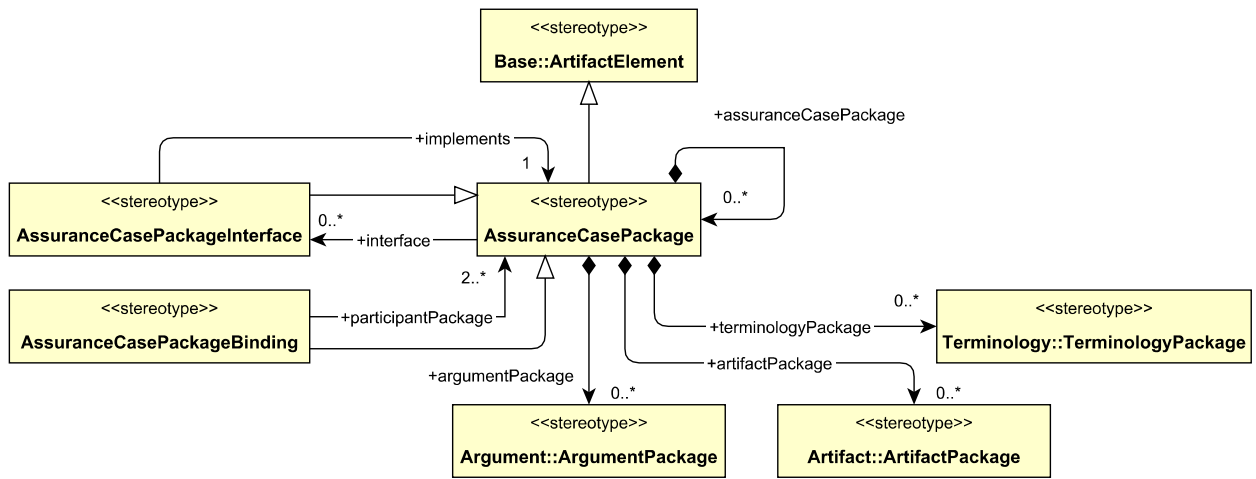 <<stereotype>>
Base::ArtifactElement
+assuranceCasePackage
+implements
1
<<stereotype>>
AssuranceCasePackageInterface
<<stereotype>>
AssuranceCasePackage
0..*
0..*
+interface
2..*
<<stereotype>>
AssuranceCasePackageBinding
+participantPackage
0..*
+terminologyPackage
<<stereotype>>
Terminology::TerminologyPackage
+artifactPackage
+argumentPackage
0..*
0..*
<<stereotype>>
Argument::ArgumentPackage
<<stereotype>>
Artifact::ArtifactPackage